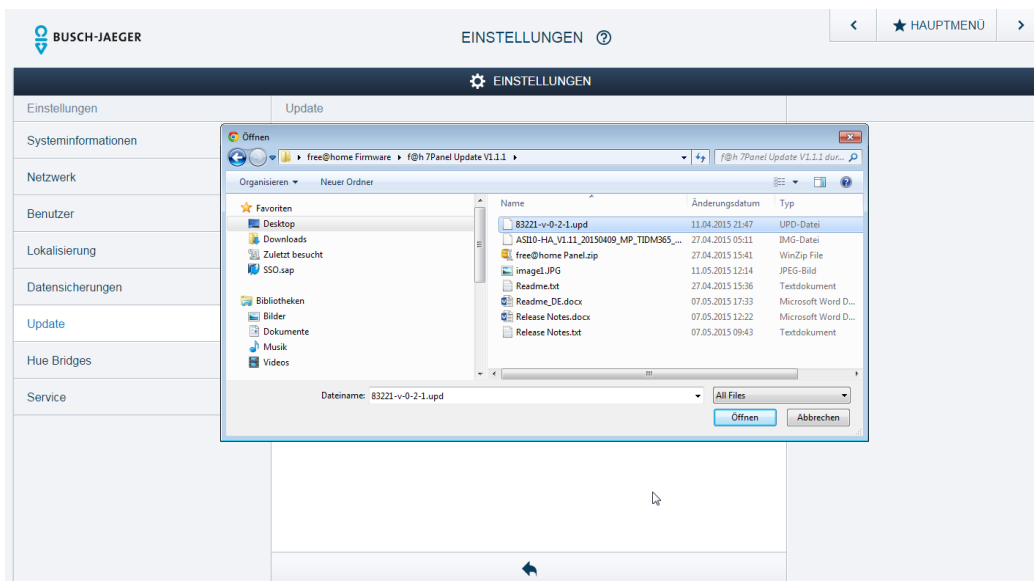 BUSCH-JAEGER
EINSTELLUNGEN ?
HAUPTMENÜ
EINSTELLUNGEN
Einstellungen
Update
Systeminformationen
Netzwerk
Benutzer
Lokalisierung
Datensicherungen
Update
Hue Bridges
Service
Öffnen
free@home Firmware
f@h 7Panel Update V1.1.1
f@h 7Panel Update V1.1.1 dur...
Organisieren
Neuer Ordner
Favoriten
Desktop
Downloads
Zuletzt besucht
SSO.sap
Bibliotheken
Bilder
Dokumente
Musik
Videos
Name Änderungsdatum Typ
83221-v-0-2-1.upd 11.04.2015 21:47 UPD-Datei
ASI10-HA_V1.11_20150409_MP_TIDM365_... 27.04.2015 05:11 IMG-Datei
free@home Panel.zip 27.04.2015 15:41 WinZip File
image1.JPG 11.05.2015 12:14 JPEG-Bild
Readme.txt 27.04.2015 15:36 Textdokument
Readme_DE.docx 07.05.2015 17:33 Microsoft Word D...
Release Notes.docx 07.05.2015 12:22 Microsoft Word D...
Release Notes.txt 07.05.2015 09:43 Textdokument
Dateiname: 83221-v-0-2-1.upd
All Files
Öffnen
Abbrechen